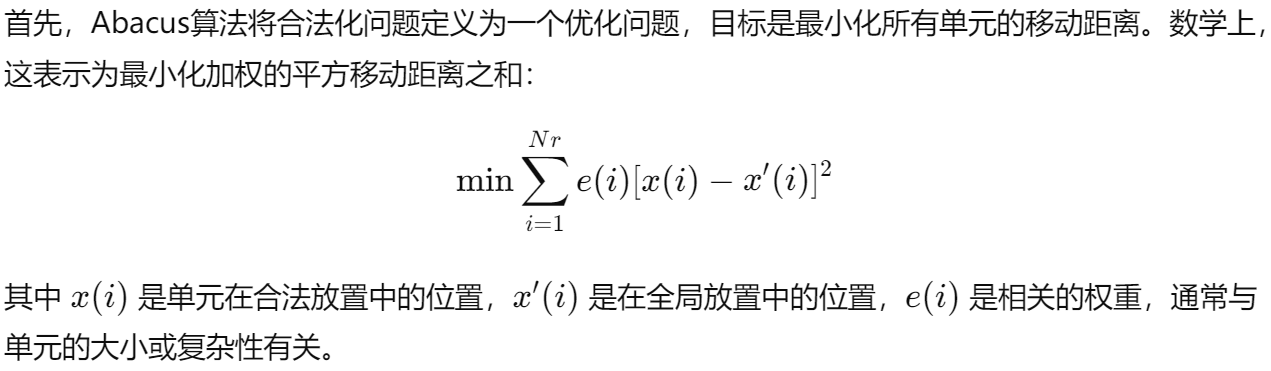 首先，Abacus算法将合法化问题定义为一个优化问题，目标是最小化所有单元的移动距离。数学上，
这表示为最小化加权的平方移动距离之和：
min ∑_{i=1}^{Nr} e(i)[x(i) − x′(i)]²
其中 x(i) 是单元在合法放置中的位置，x′(i) 是在全局放置中的位置，e(i) 是相关的权重，通常与
单元的大小或复杂性有关。